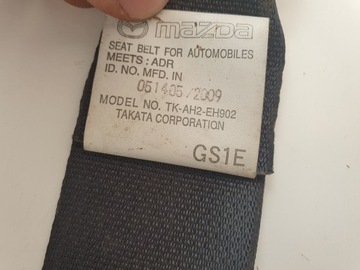 mazda
SEAT BELT FOR AUTOMOBILES
MEETS : ADR
ID. NO. MFD. IN
051405/2009
MODEL NO. TK-AH2-EH902
TAKATA CORPORATION
GS1E